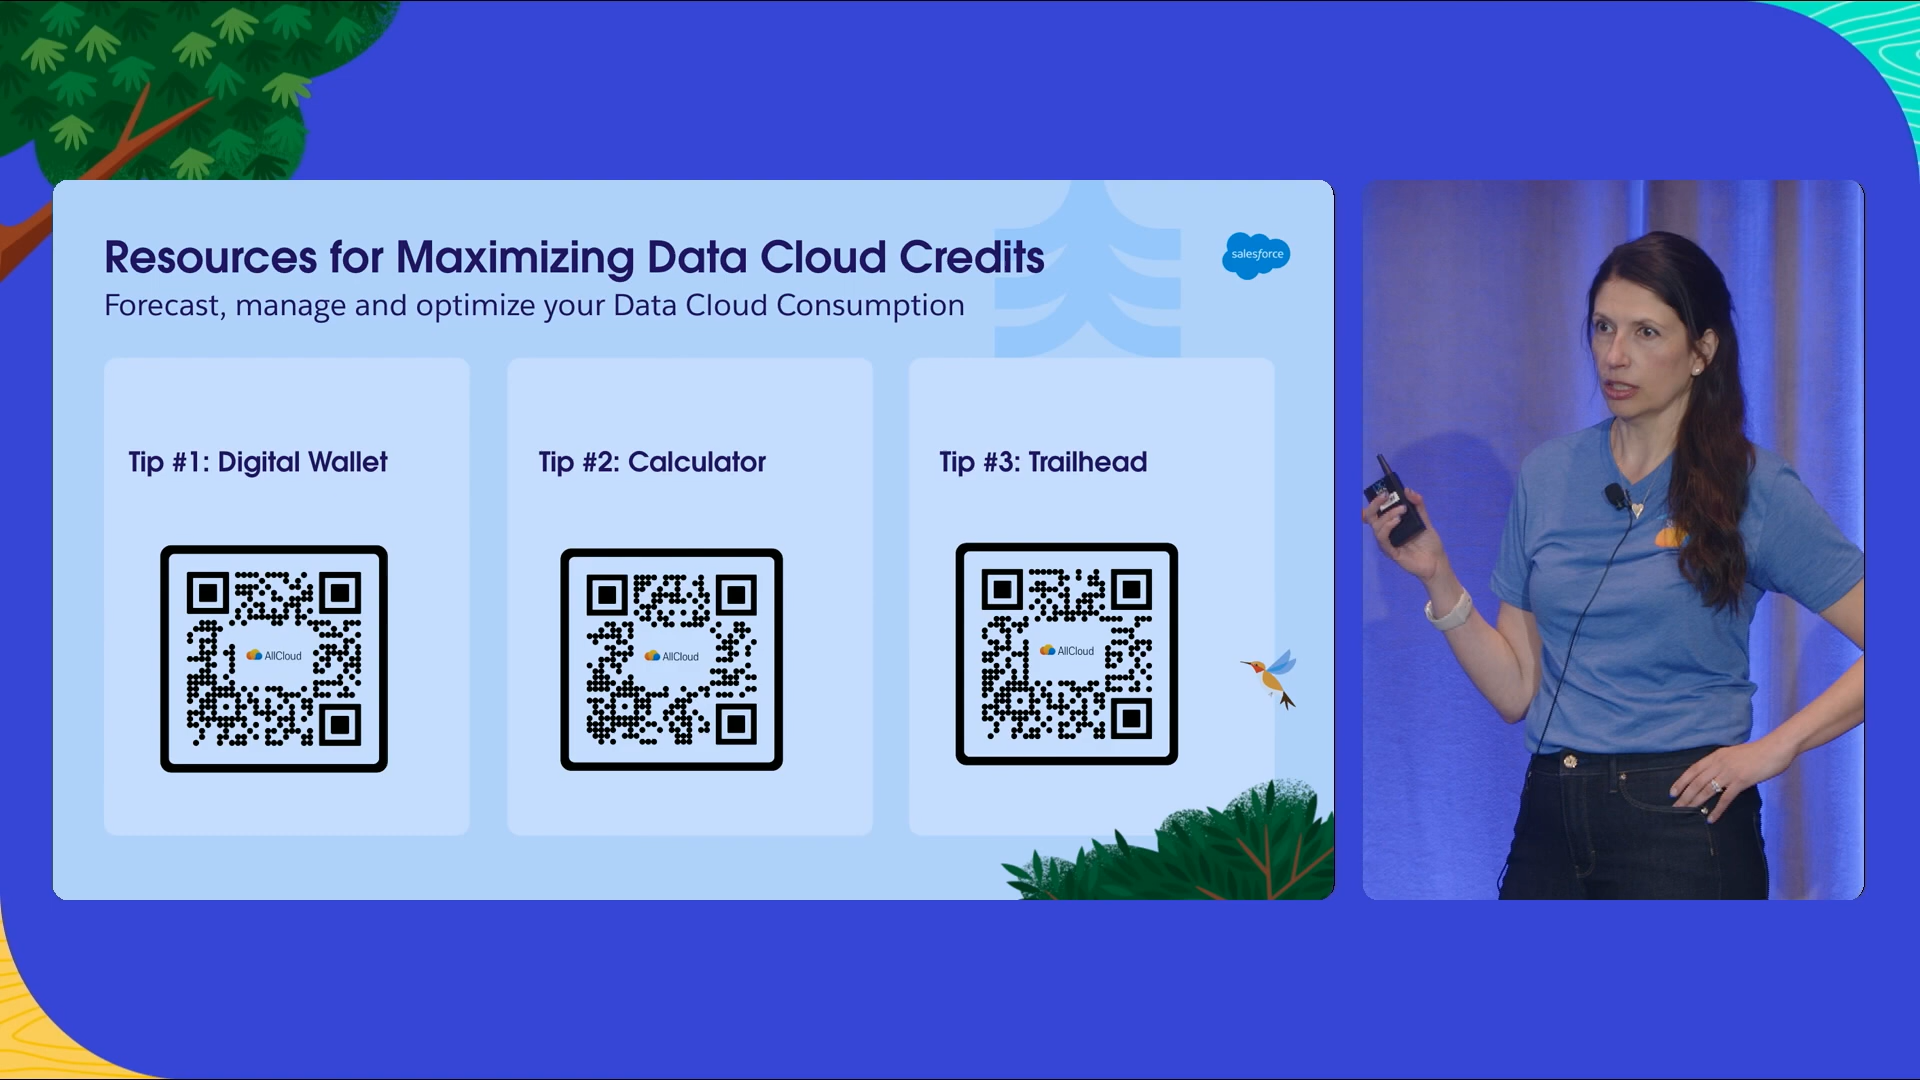 Resources for Maximizing Data Cloud Credits
Forecast, manage and optimize your Data Cloud Consumption
salesforce
Tip #1: Digital Wallet
Tip #2: Calculator
Tip #3: Trailhead
AllCloud
AllCloud
AllCloud